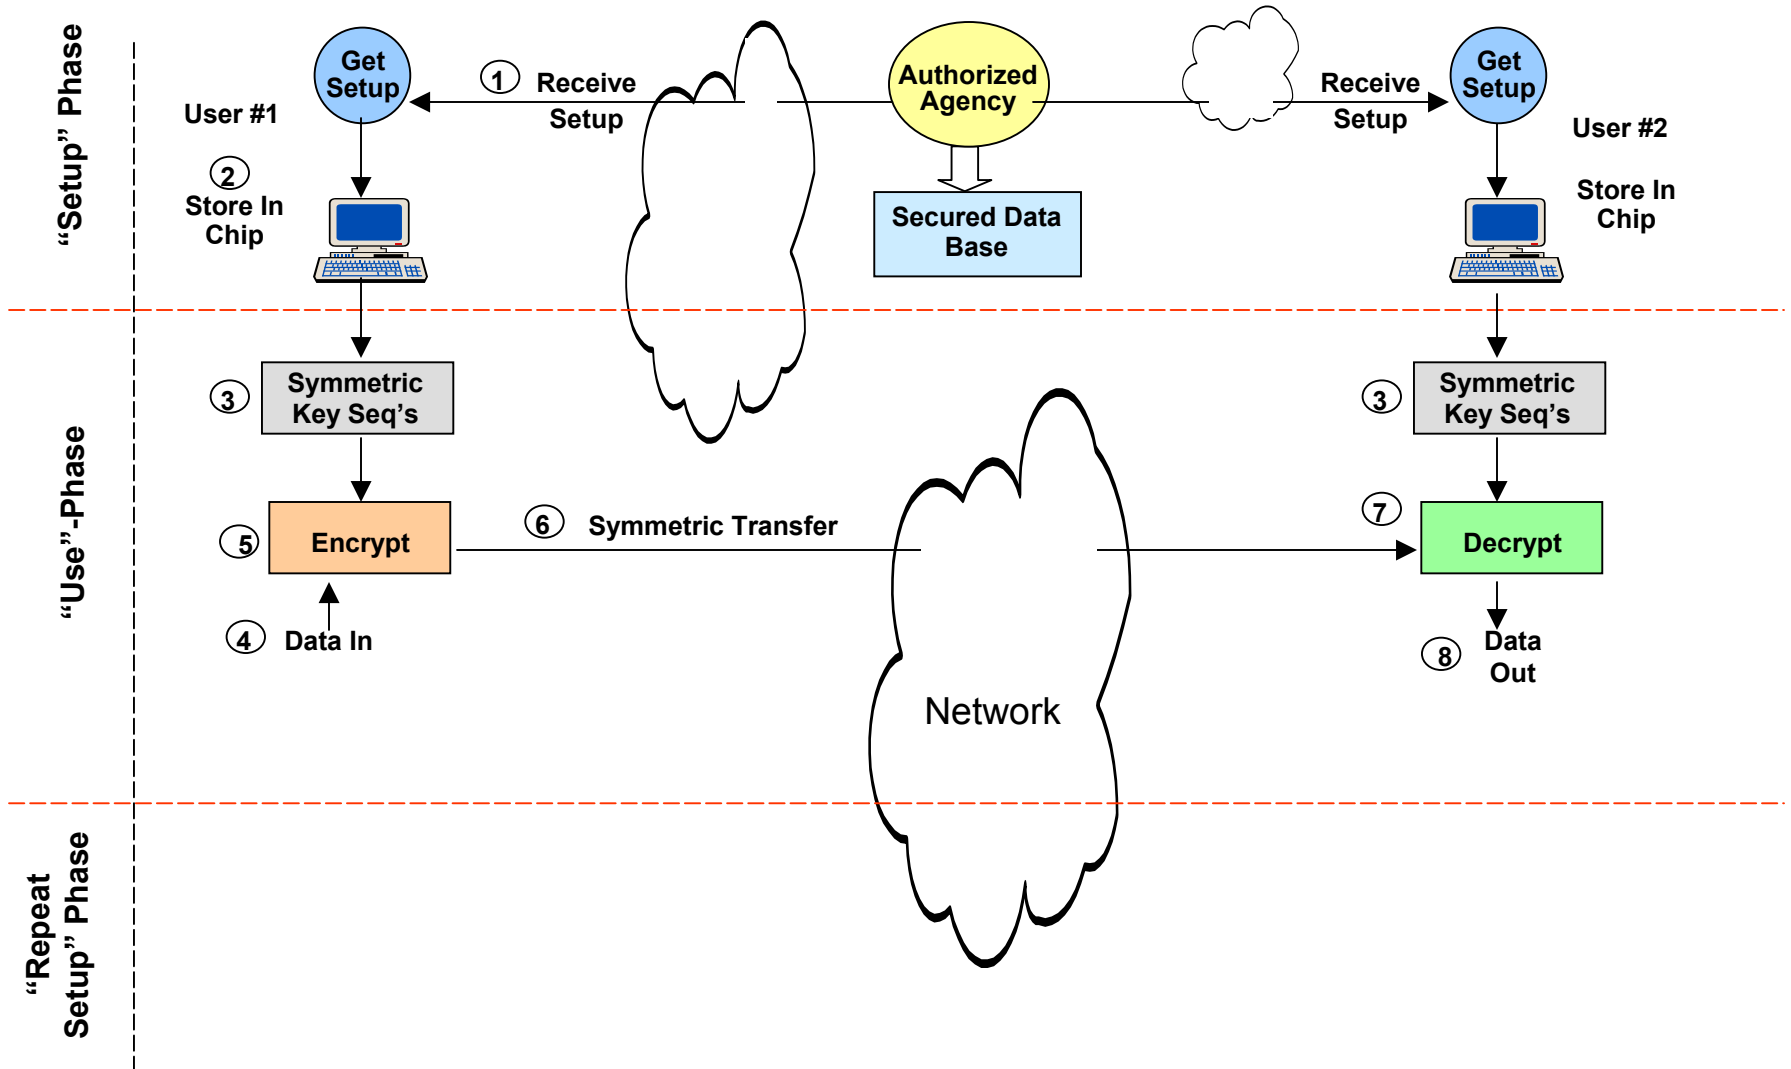 “Setup” Phase
Get
Setup
User #1
1
Receive
Setup
Authorized
Agency
Receive
Setup
Get
Setup
User #2
2
Store In
Chip
Secured Data
Base
Store In
Chip
“Use”-Phase
3
Symmetric
Key Seq’s
3
Symmetric
Key Seq’s
5
Encrypt
6
Symmetric Transfer
7
Decrypt
4
Data In
8
Data
Out
Network
“Repeat
Setup” Phase